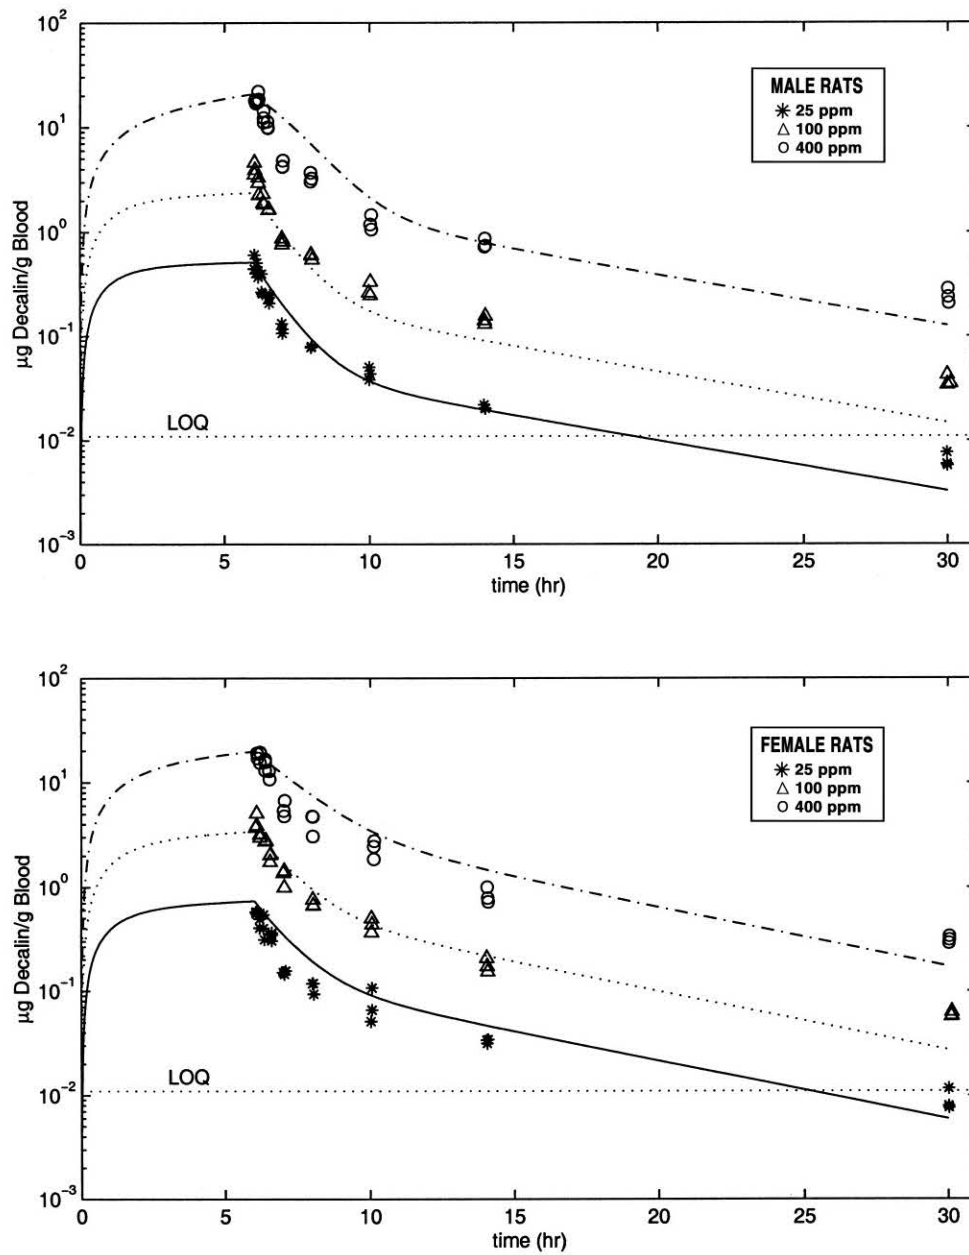 10^2
10^1
10^0
10^-1
10^-2
10^-3
µg Decalin/g Blood
MALE RATS
25 ppm
100 ppm
400 ppm
LOQ
0 5 10 15 20 25 30
time (hr)
10^2
10^1
10^0
10^-1
10^-2
10^-3
µg Decalin/g Blood
FEMALE RATS
25 ppm
100 ppm
400 ppm
LOQ
0 5 10 15 20 25 30
time (hr)